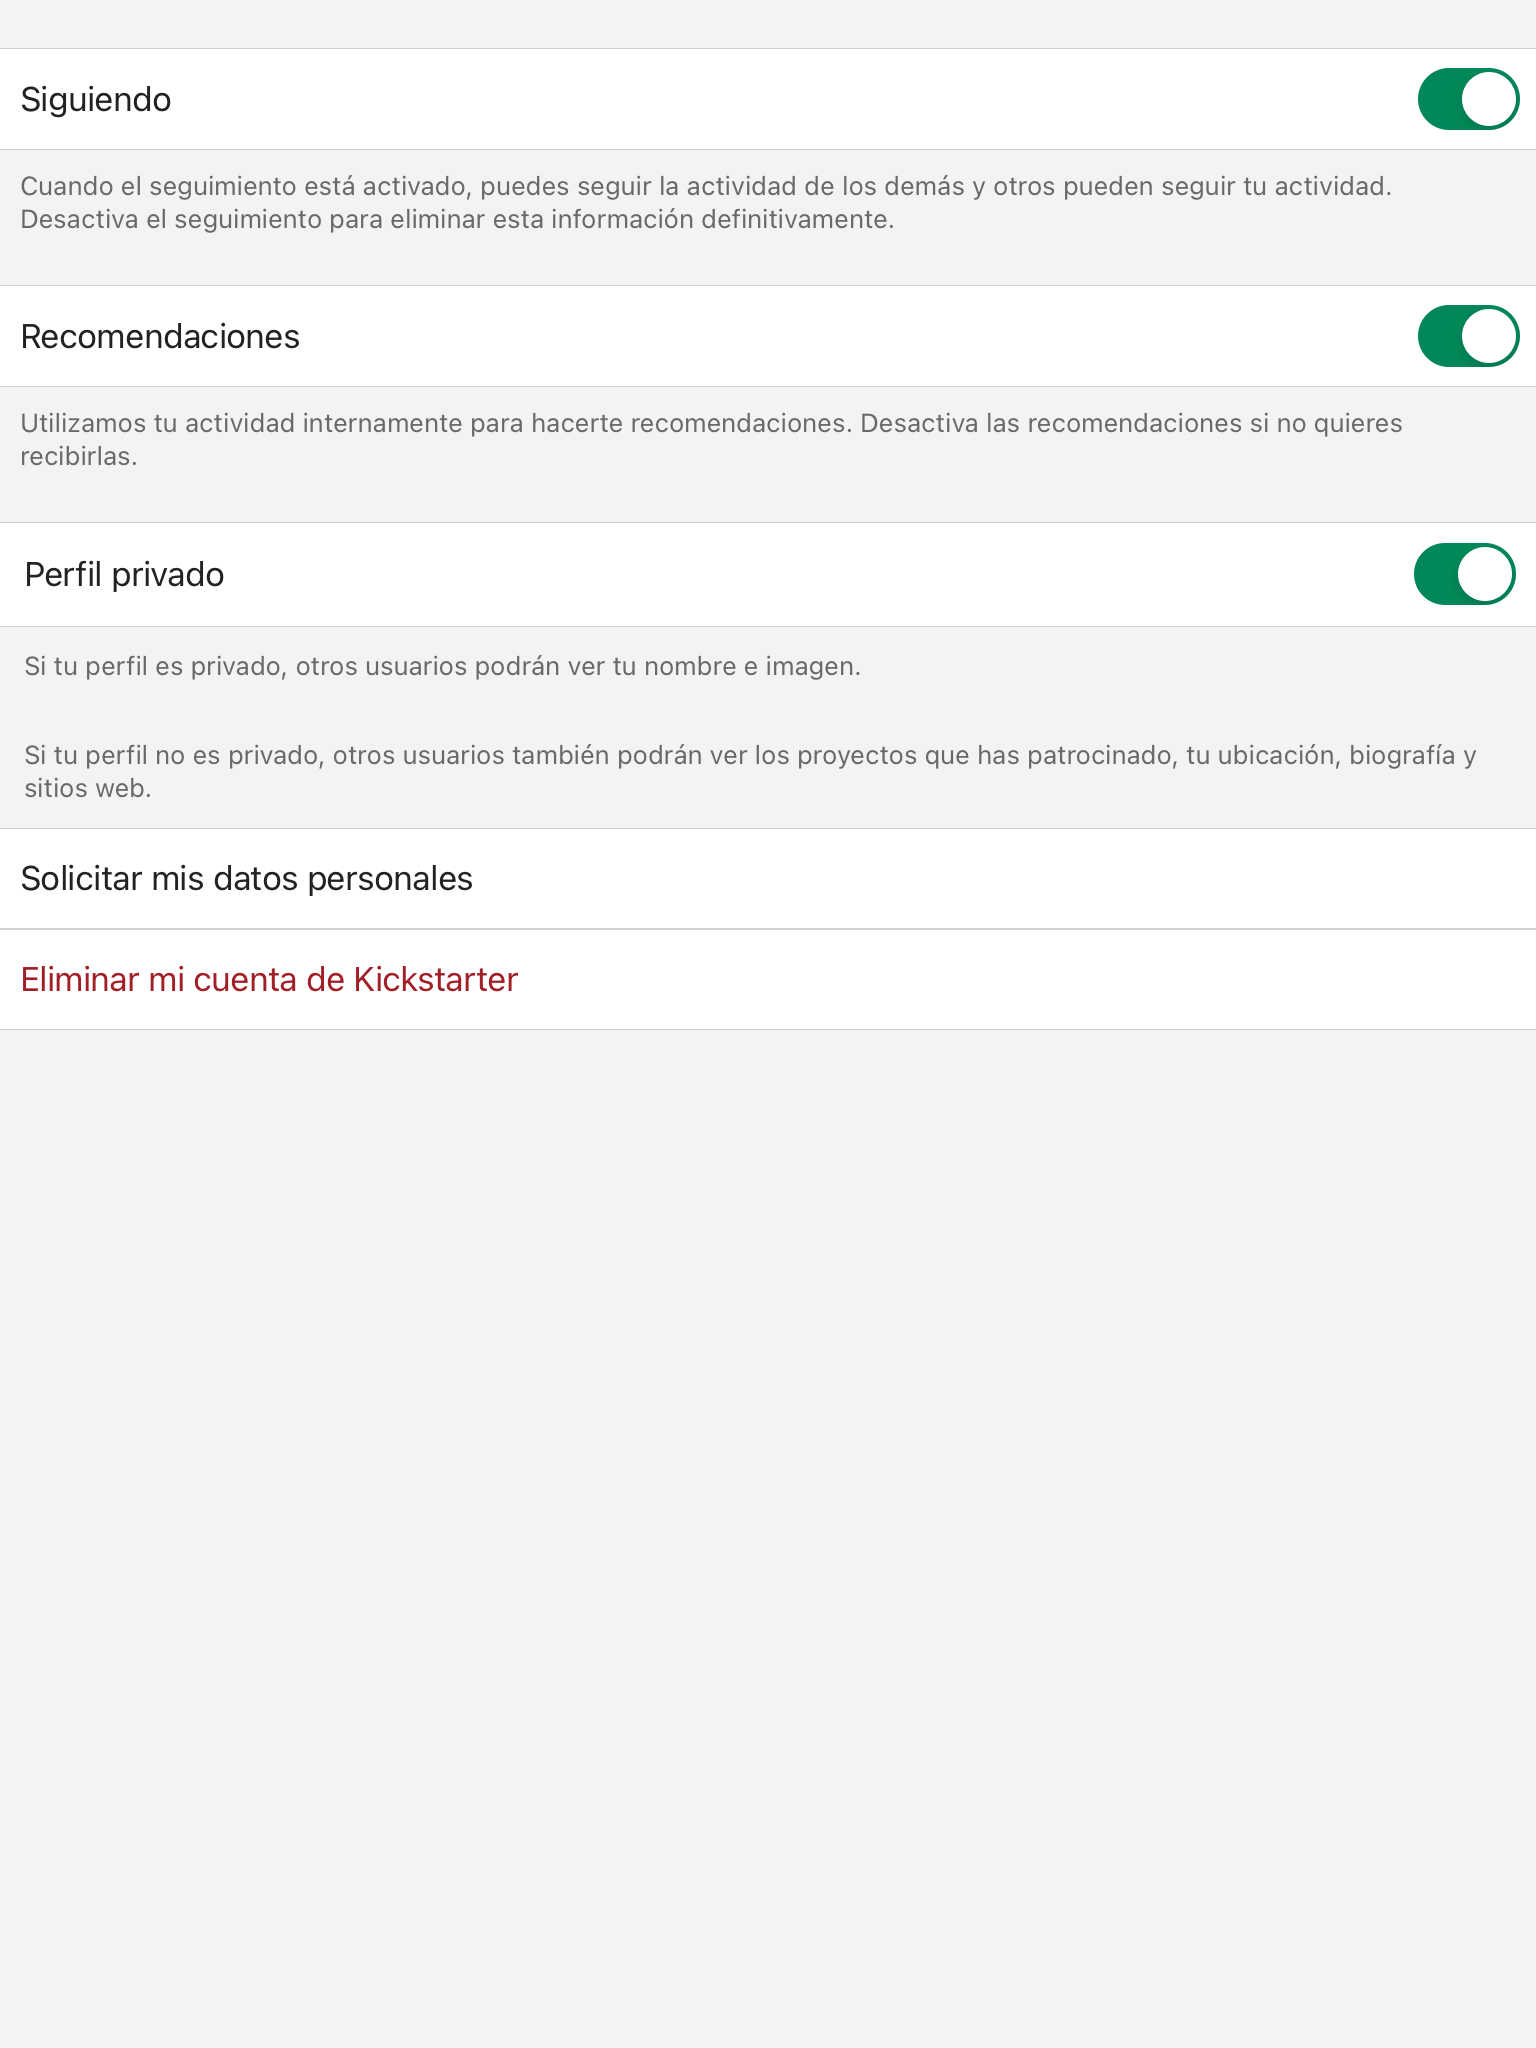 Siguiendo
Cuando el seguimiento está activado, puedes seguir la actividad de los demás y otros pueden seguir tu actividad.
Desactiva el seguimiento para eliminar esta información definitivamente.
Recomendaciones
Utilizamos tu actividad internamente para hacerte recomendaciones. Desactiva las recomendaciones si no quieres
recibirlas.
Perfil privado
Si tu perfil es privado, otros usuarios podrán ver tu nombre e imagen.
Si tu perfil no es privado, otros usuarios también podrán ver los proyectos que has patrocinado, tu ubicación, biografía y
sitios web.
Solicitar mis datos personales
Eliminar mi cuenta de Kickstarter